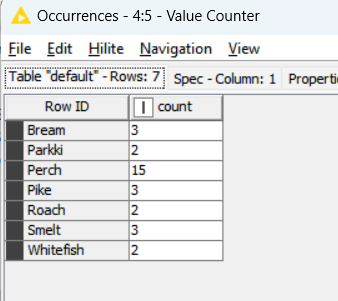 Occurrences - 4:5 - Value Counter
File Edit Hilite Navigation View
Table "default" - Rows: 7 Spec - Column: 1 Properti
Row ID I count
Bream 3
Parkki 2
Perch 15
Pike 3
Roach 2
Smelt 3
Whitefish 2